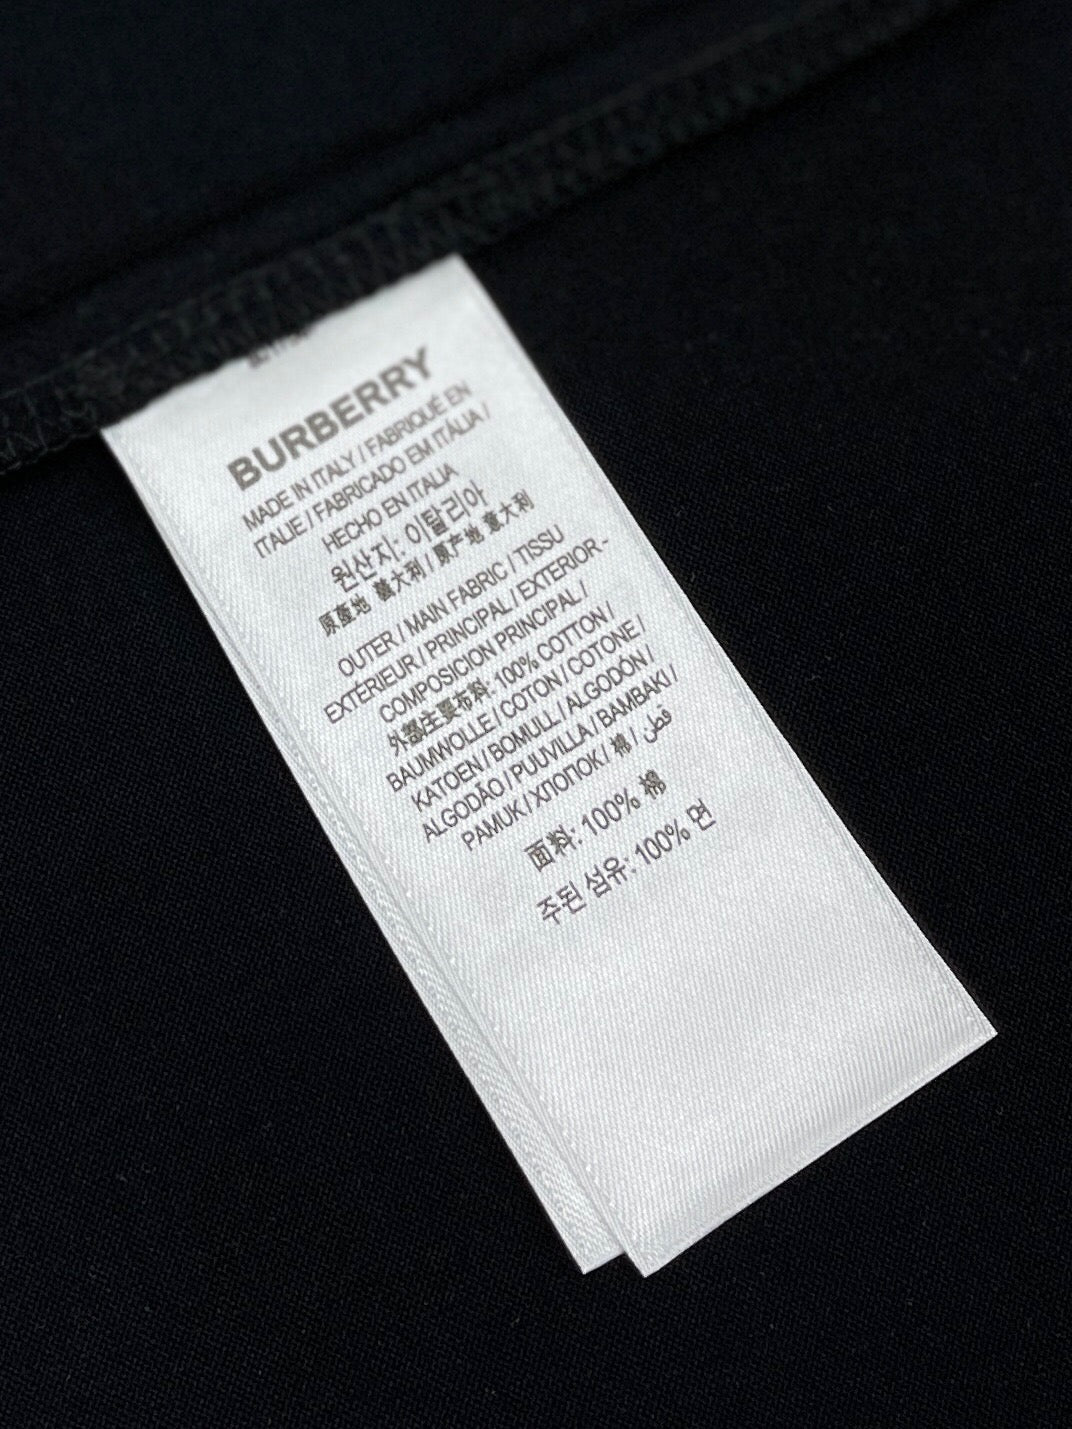 BURBERRY
MADE IN ITALY / FABRIQUÉ EN
ITALIE / FABRICADO EM ITÁLIA /
HECHO EN ITALIA
원산지: 이탈리아
原產地 義大利 / 原产地 意大利
OUTER / MAIN FABRIC / TISSU
EXTÉRIEUR / PRINCIPAL / EXTERIOR -
COMPOSICION PRINCIPAL /
外部主要布料: 100% COTTON /
BAUMWOLLE / COTON / COTONE /
KATOEN / BOMULL / ALGODÓN /
ALGODÃO / PUUVILLA / BAMBAKI /
PAMUK / ХЛОПОК / 棉 / قطن
面料: 100% 棉
주된 섬유: 100% 면